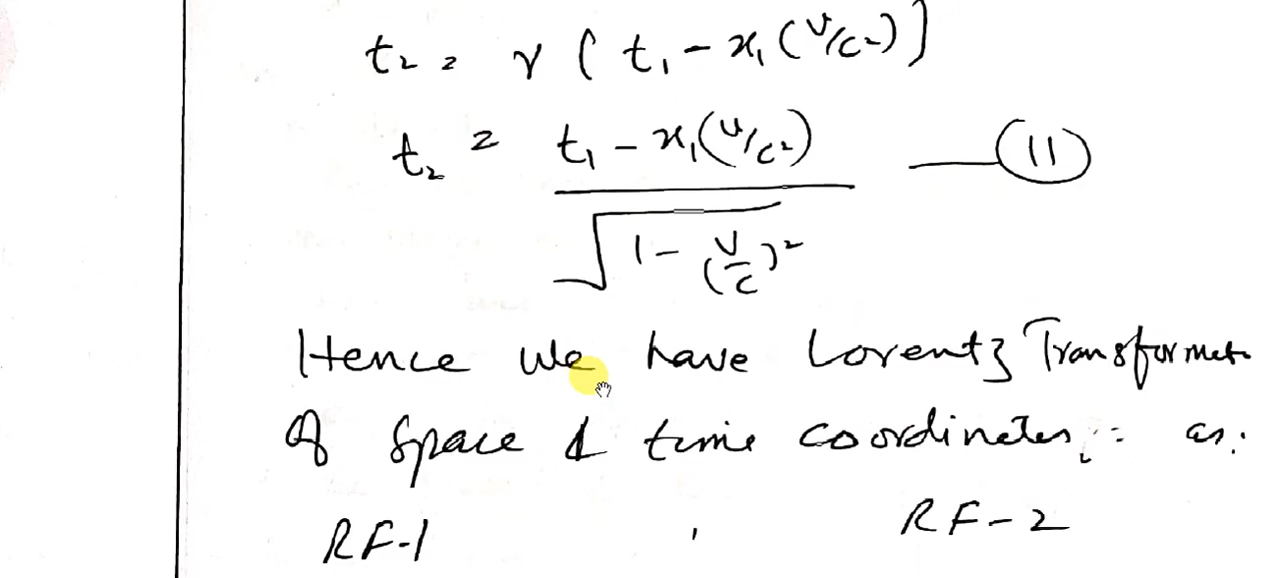 t₂ = γ ( t₁ - x₁ (v/c²) )
t₂ = t₁ - x₁(v/c²) / √(1 - (v/c)²) —(11)
Hence we have Lorentz Transformatn
of space & time coordinates, : as:
RF-1 , RF-2